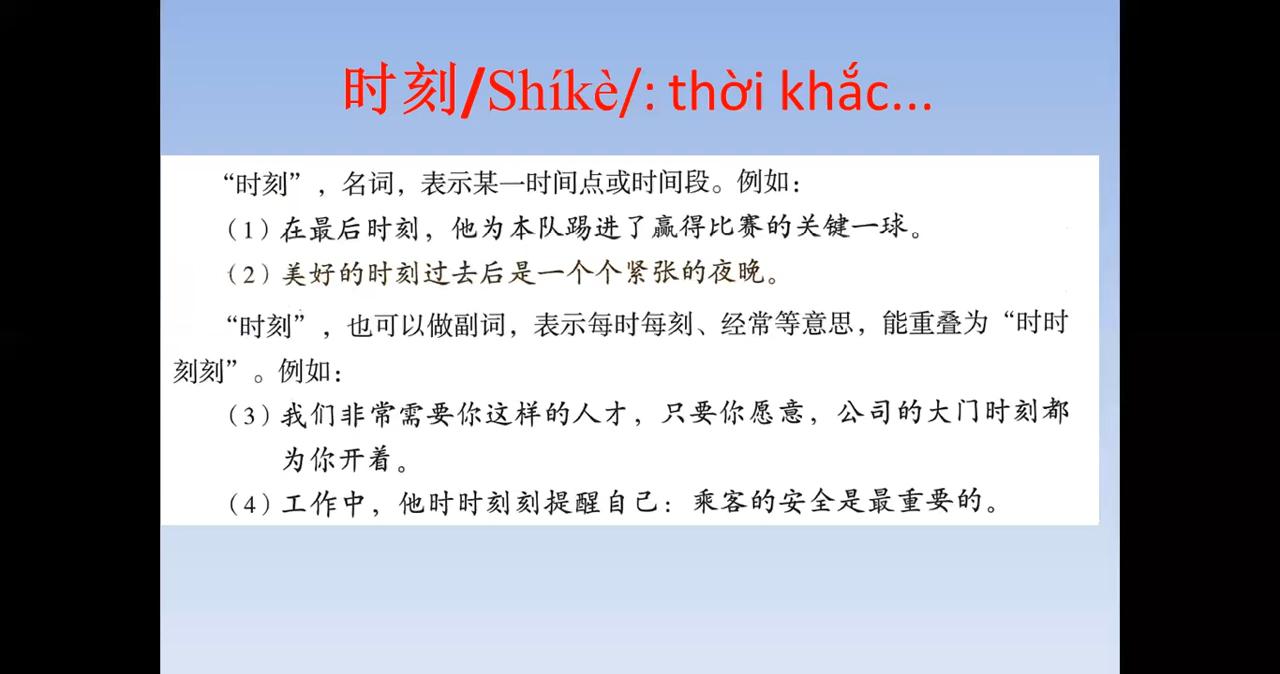 时刻/Shíkè/: thời khắc...
“时刻”，名词，表示某一时间点或时间段。例如：
（1）在最后时刻，他为本队踢进了赢得比赛的关键一球。
（2）美好的时刻过去后是一个个紧张的夜晚。
“时刻”，也可以做副词，表示每时每刻、经常等意思，能重叠为“时时
刻刻”。例如：
（3）我们非常需要你这样的人才，只要你愿意，公司的大门时刻都
为你开着。
（4）工作中，他时时刻刻提醒自己：乘客的安全是最重要的。